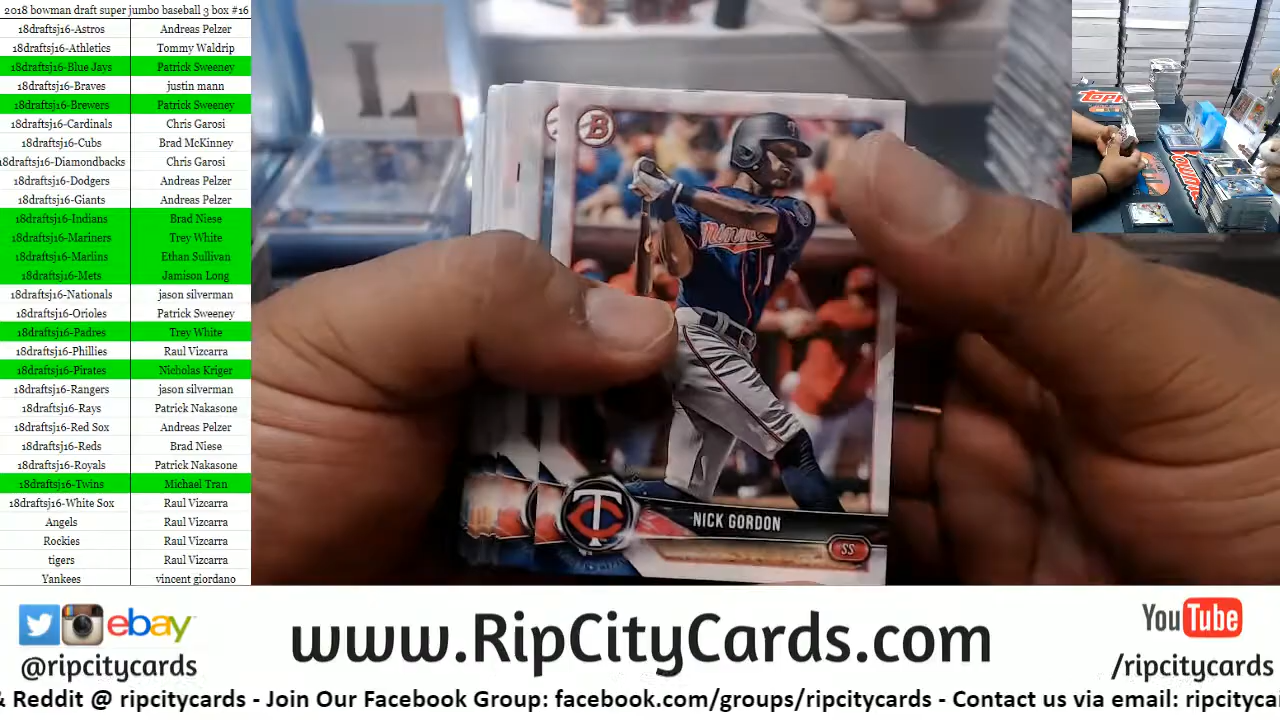 2018 bowman draft super jumbo baseball 3 box #16
18draftsj16-Astros Andreas Pelzer
18draftsj16-Athletics Tommy Waldrip
18draftsj16-Blue Jays Patrick Sweeney
18draftsj16-Braves justin mann
18draftsj16-Brewers Patrick Sweeney
18draftsj16-Cardinals Chris Garosi
18draftsj16-Cubs Brad McKinney
18draftsj16-Diamondbacks Chris Garosi
18draftsj16-Dodgers Andreas Pelzer
18draftsj16-Giants Andreas Pelzer
18draftsj16-Indians Brad Niese
18draftsj16-Mariners Trey White
18draftsj16-Marlins Ethan Sullivan
18draftsj16-Mets Jamison Long
18draftsj16-Nationals jason silverman
18draftsj16-Orioles Patrick Sweeney
18draftsj16-Padres Trey White
18draftsj16-Phillies Raul Vizcarra
18draftsj16-Pirates Nicholas Kriger
18draftsj16-Rangers jason silverman
18draftsj16-Rays Patrick Nakasone
18draftsj16-Red Sox Andreas Pelzer
18draftsj16-Reds Brad Niese
18draftsj16-Royals Patrick Nakasone
18draftsj16-Twins Michael Tran
18draftsj16-White Sox Raul Vizcarra
Angels Raul Vizcarra
Rockies Raul Vizcarra
tigers Raul Vizcarra
Yankees vincent giordano
B
1
TC
NICK GORDON
SS
Topps
ebay
@ripcitycards
www.RipCityCards.com
YouTube
/ripcitycards
& Reddit @ ripcitycards - Join Our Facebook Group: facebook.com/groups/ripcitycards - Contact us via email: